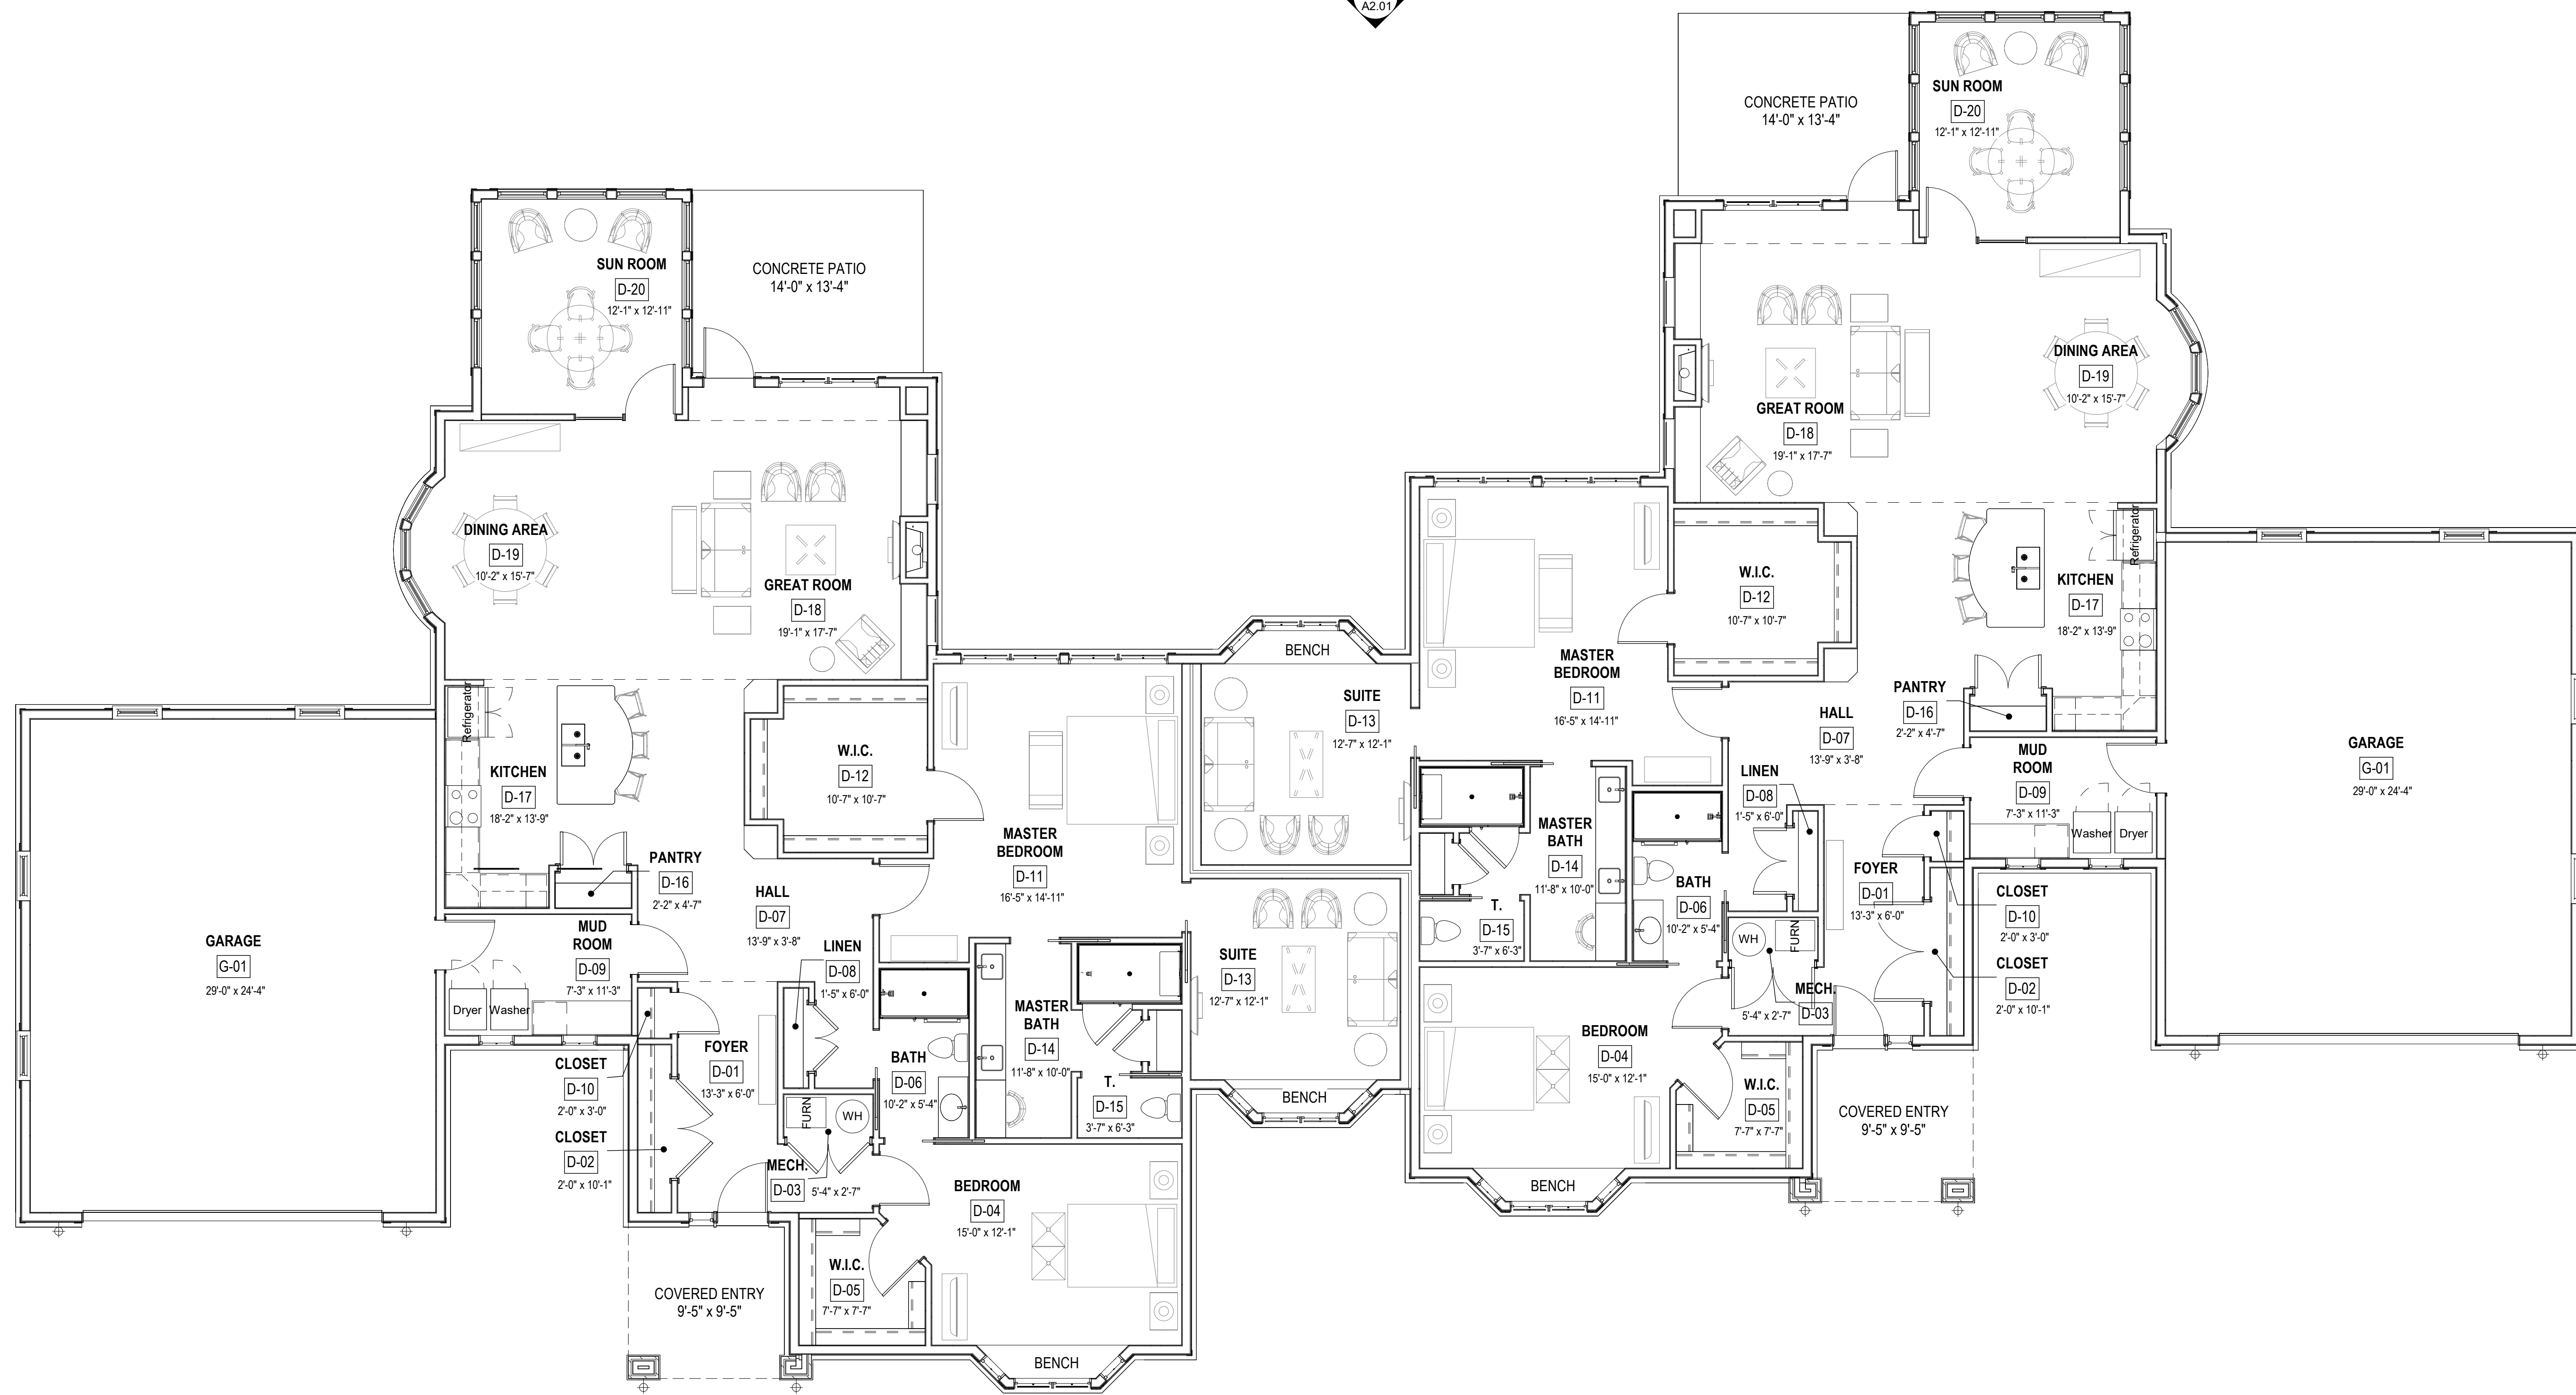 A2.01
SUN ROOM
D-20
12'-1" x 12'-11"
CONCRETE PATIO
14'-0" x 13'-4"
DINING AREA
D-19
10'-2" x 15'-7"
GREAT ROOM
D-18
19'-1" x 17'-7"
Refrigerator
KITCHEN
D-17
18'-2" x 13'-9"
PANTRY
D-16
2'-2" x 4'-7"
W.I.C.
D-12
10'-7" x 10'-7"
MASTER
BEDROOM
D-11
16'-5" x 14'-11"
HALL
D-07
13'-9" x 3'-8"
GARAGE
G-01
29'-0" x 24'-4"
MUD
ROOM
D-09
7'-3" x 11'-3"
Dryer
Washer
LINEN
D-08
1'-5" x 6'-0"
FOYER
D-01
13'-3" x 6'-0"
CLOSET
D-10
2'-0" x 3'-0"
CLOSET
D-02
2'-0" x 10'-1"
BATH
D-06
10'-2" x 5'-4"
MASTER
BATH
D-14
11'-8" x 10'-0"
T.
D-15
3'-7" x 6'-3"
SUITE
D-13
12'-7" x 12'-1"
BENCH
FURN
WH
MECH.
D-03
5'-4" x 2'-7"
BEDROOM
D-04
15'-0" x 12'-1"
W.I.C.
D-05
7'-7" x 7'-7"
COVERED ENTRY
9'-5" x 9'-5"
BENCH
CONCRETE PATIO
14'-0" x 13'-4"
SUN ROOM
D-20
12'-1" x 12'-11"
DINING AREA
D-19
10'-2" x 15'-7"
GREAT ROOM
D-18
19'-1" x 17'-7"
Refrigerator
KITCHEN
D-17
18'-2" x 13'-9"
W.I.C.
D-12
10'-7" x 10'-7"
BENCH
SUITE
D-13
12'-7" x 12'-1"
MASTER
BEDROOM
D-11
16'-5" x 14'-11"
PANTRY
D-16
2'-2" x 4'-7"
HALL
D-07
13'-9" x 3'-8"
MUD
ROOM
D-09
7'-3" x 11'-3"
Washer
Dryer
GARAGE
G-01
29'-0" x 24'-4"
LINEN
D-08
1'-5" x 6'-0"
MASTER
BATH
D-14
11'-8" x 10'-0"
BATH
D-06
10'-2" x 5'-4"
T.
D-15
3'-7" x 6'-3"
FOYER
D-01
13'-3" x 6'-0"
CLOSET
D-10
2'-0" x 3'-0"
CLOSET
D-02
2'-0" x 10'-1"
WH
FURN
MECH.
D-03
5'-4" x 2'-7"
BEDROOM
D-04
15'-0" x 12'-1"
W.I.C.
D-05
7'-7" x 7'-7"
COVERED ENTRY
9'-5" x 9'-5"
BENCH